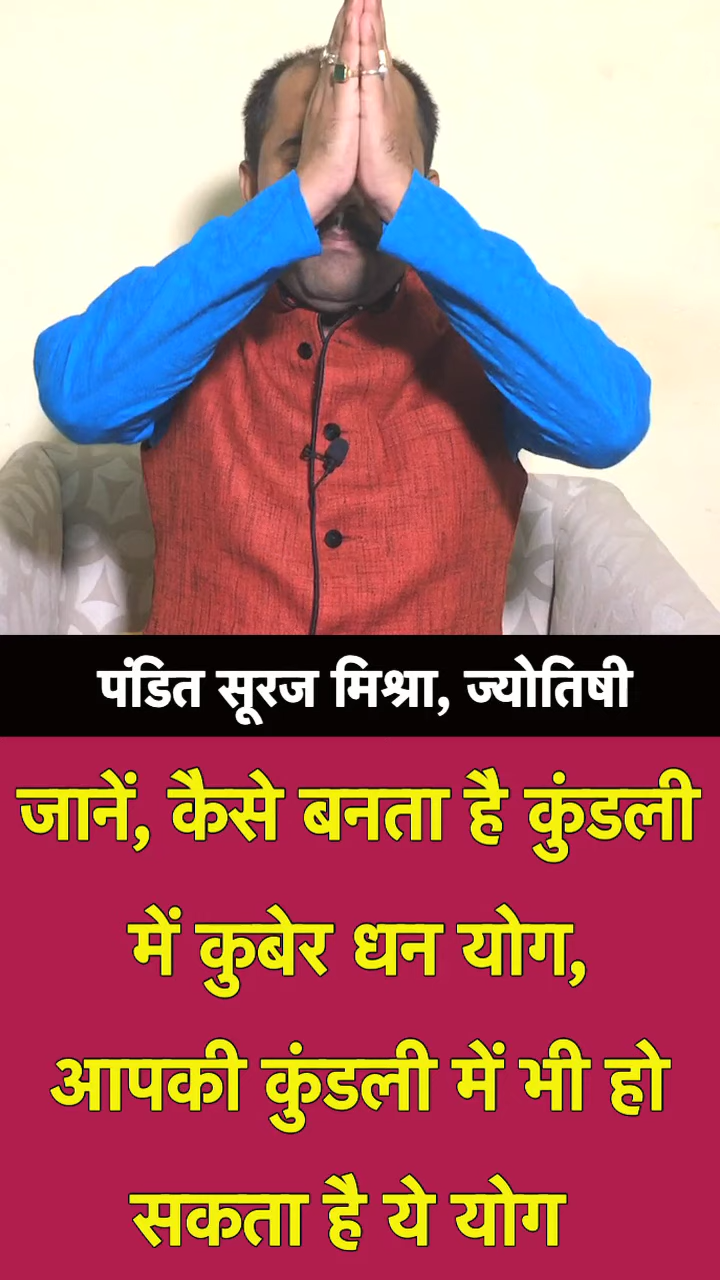 पंडित सूरज मिश्रा, ज्योतिषी
जानें, कैसे बनता है कुंडली
में कुबेर धन योग,
आपकी कुंडली में भी हो
सकता है ये योग